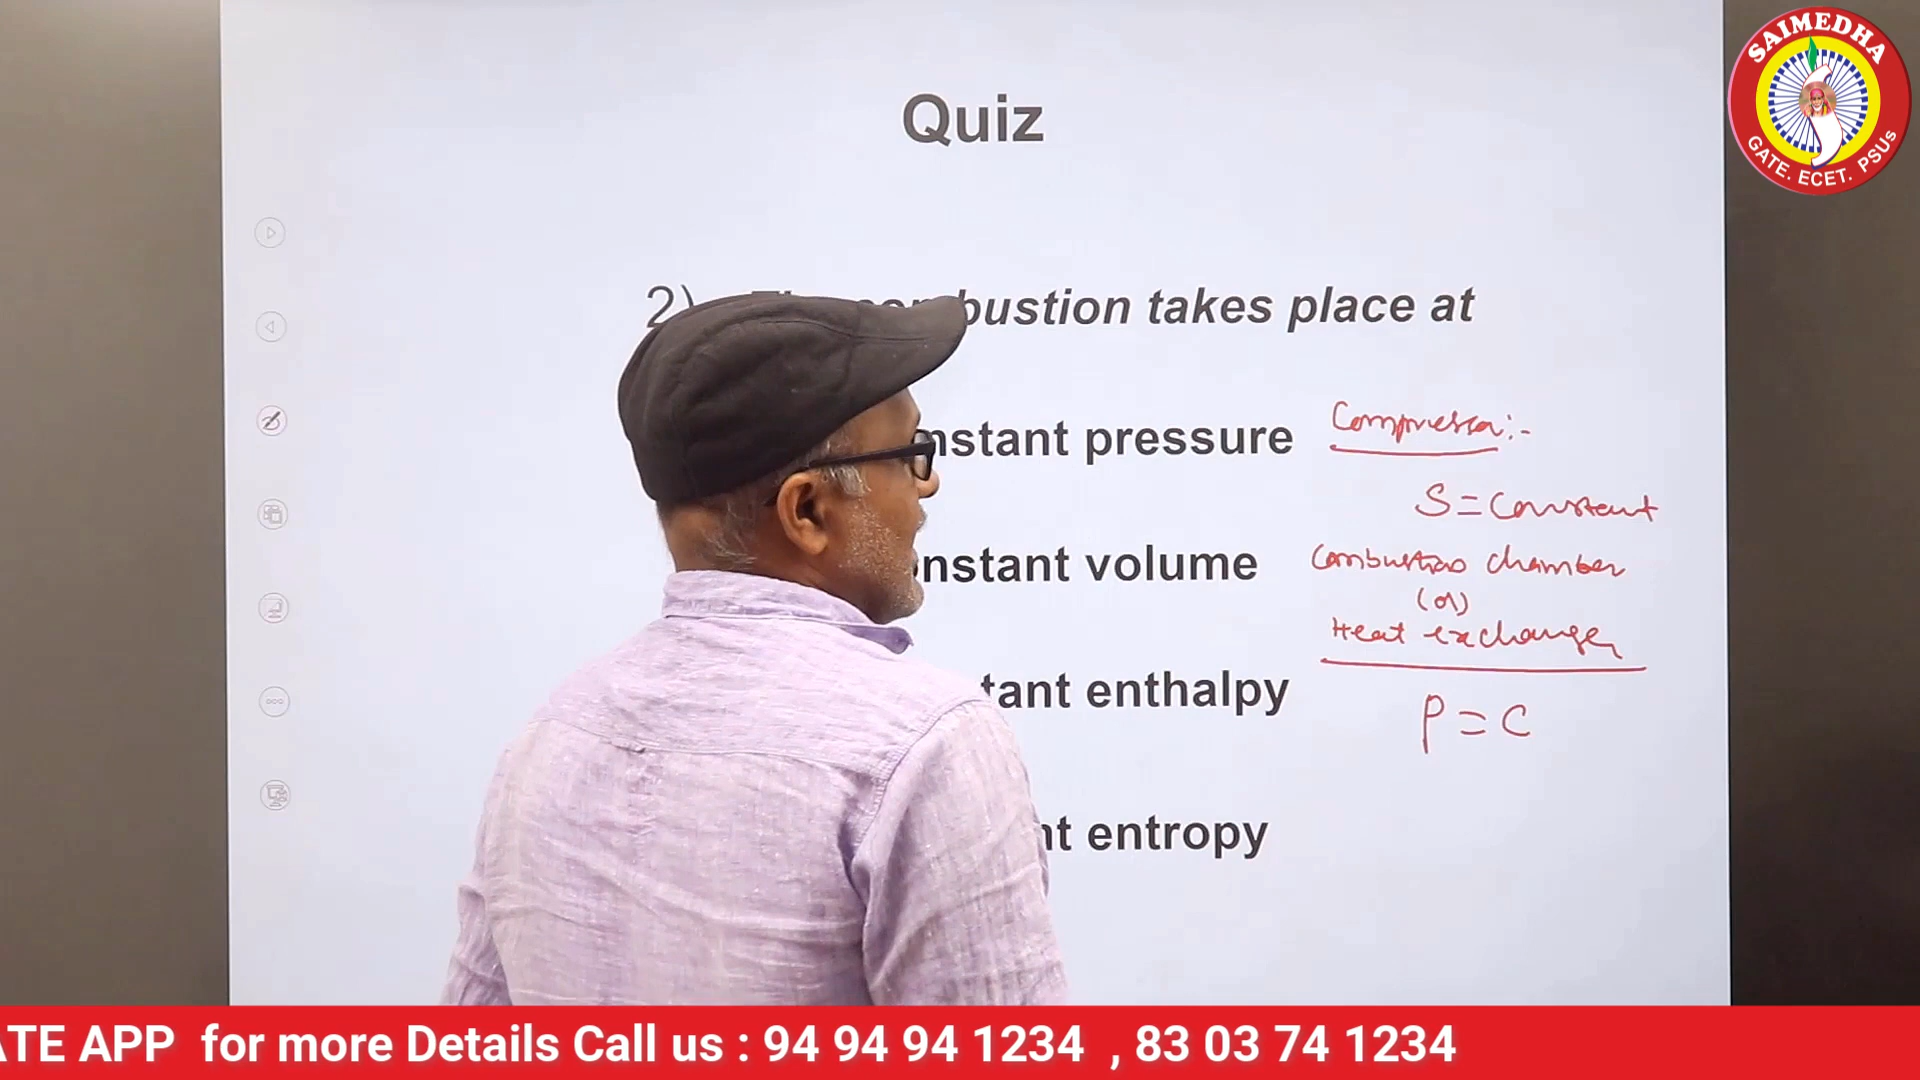 SAIMEDHA
GATE. ECET. PSUs
Quiz
2) bustion takes place at
nstant pressure
Compressor:-
S = Constant
nstant volume
Combustion chamber
(or)
Heat exchanger
tant enthalpy
P = C
nt entropy
ATE APP for more Details Call us : 94 94 94 1234 , 83 03 74 1234